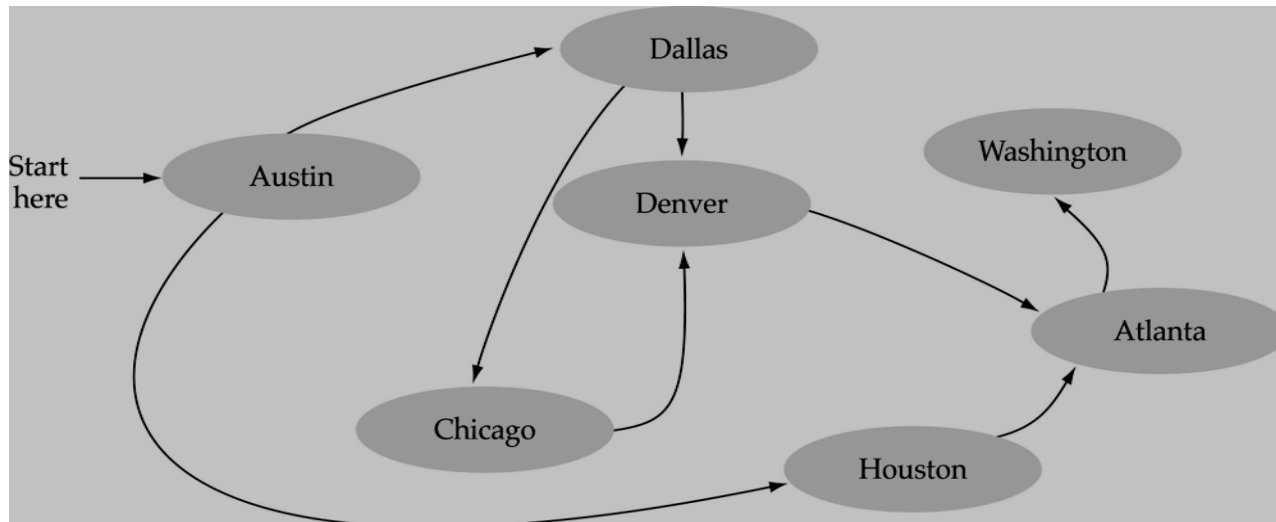 Dallas
Washington
Start
here
Austin
Denver
Atlanta
Chicago
Houston